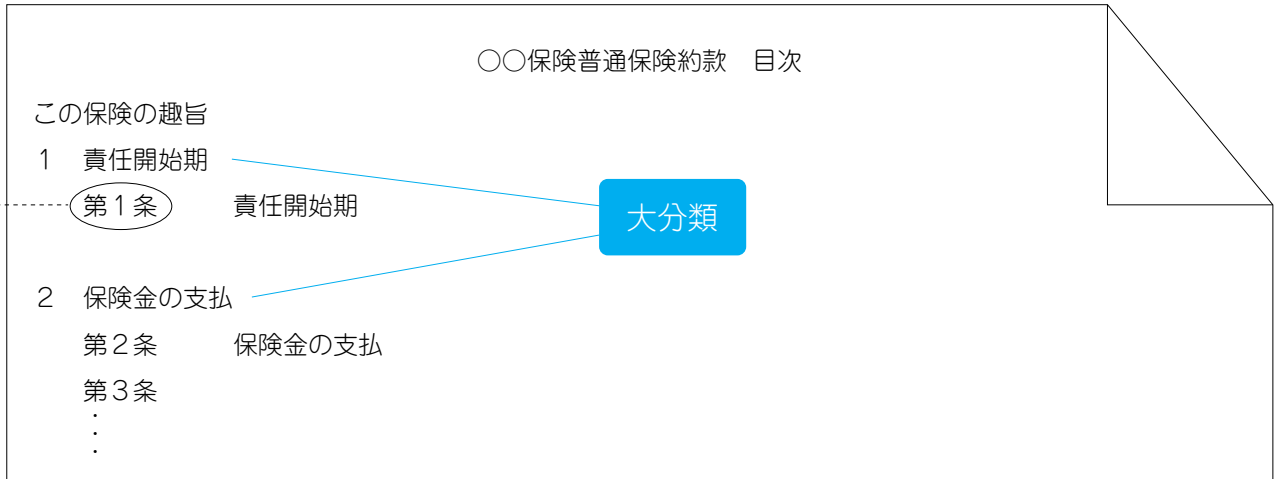 ○○保険普通保険約款　目次
この保険の趣旨
１　責任開始期
第１条　　　責任開始期
大分類
２　保険金の支払
第２条　　　保険金の支払
第３条
・
・
・